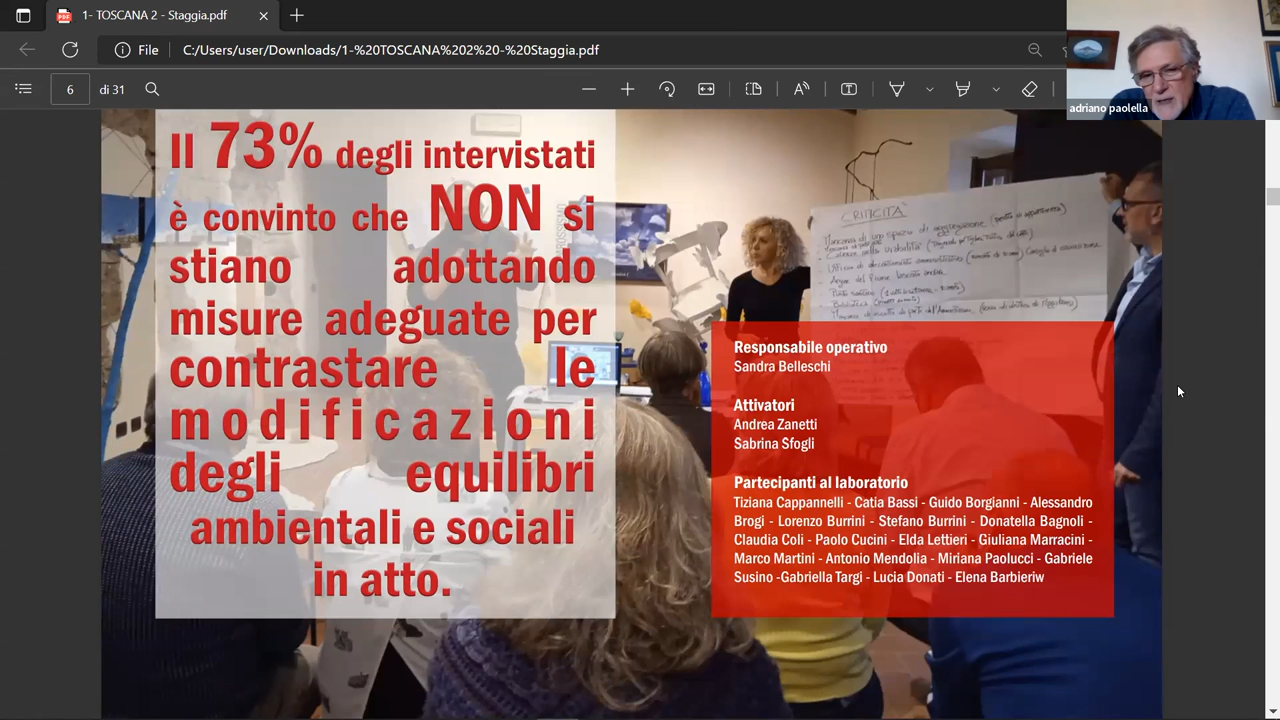 1- TOSCANA 2 - Staggia.pdf
File
C:/Users/user/Downloads/1-%20TOSCANA%202%20-%20Staggia.pdf
6
di 31
adriano paolella
Il 73% degli intervistati
è convinto che NON si
stiano adottando
misure adeguate per
contrastare le
modificazioni
degli equilibri
ambientali e sociali
in atto.
CRITICITÀ
Responsabile operativo
Sandra Belleschi
Attivatori
Andrea Zanetti
Sabrina Sfogli
Partecipanti al laboratorio
Tiziana Cappannelli - Catia Bassi - Guido Borgianni - Alessandro
Brogi - Lorenzo Burrini - Stefano Burrini - Donatella Bagnoli -
Claudia Coli - Paolo Cucini - Elda Lettieri - Giuliana Marracini -
Marco Martini - Antonio Mendolia - Miriana Paolucci - Gabriele
Susino -Gabriella Targi - Lucia Donati - Elena Barbieriw